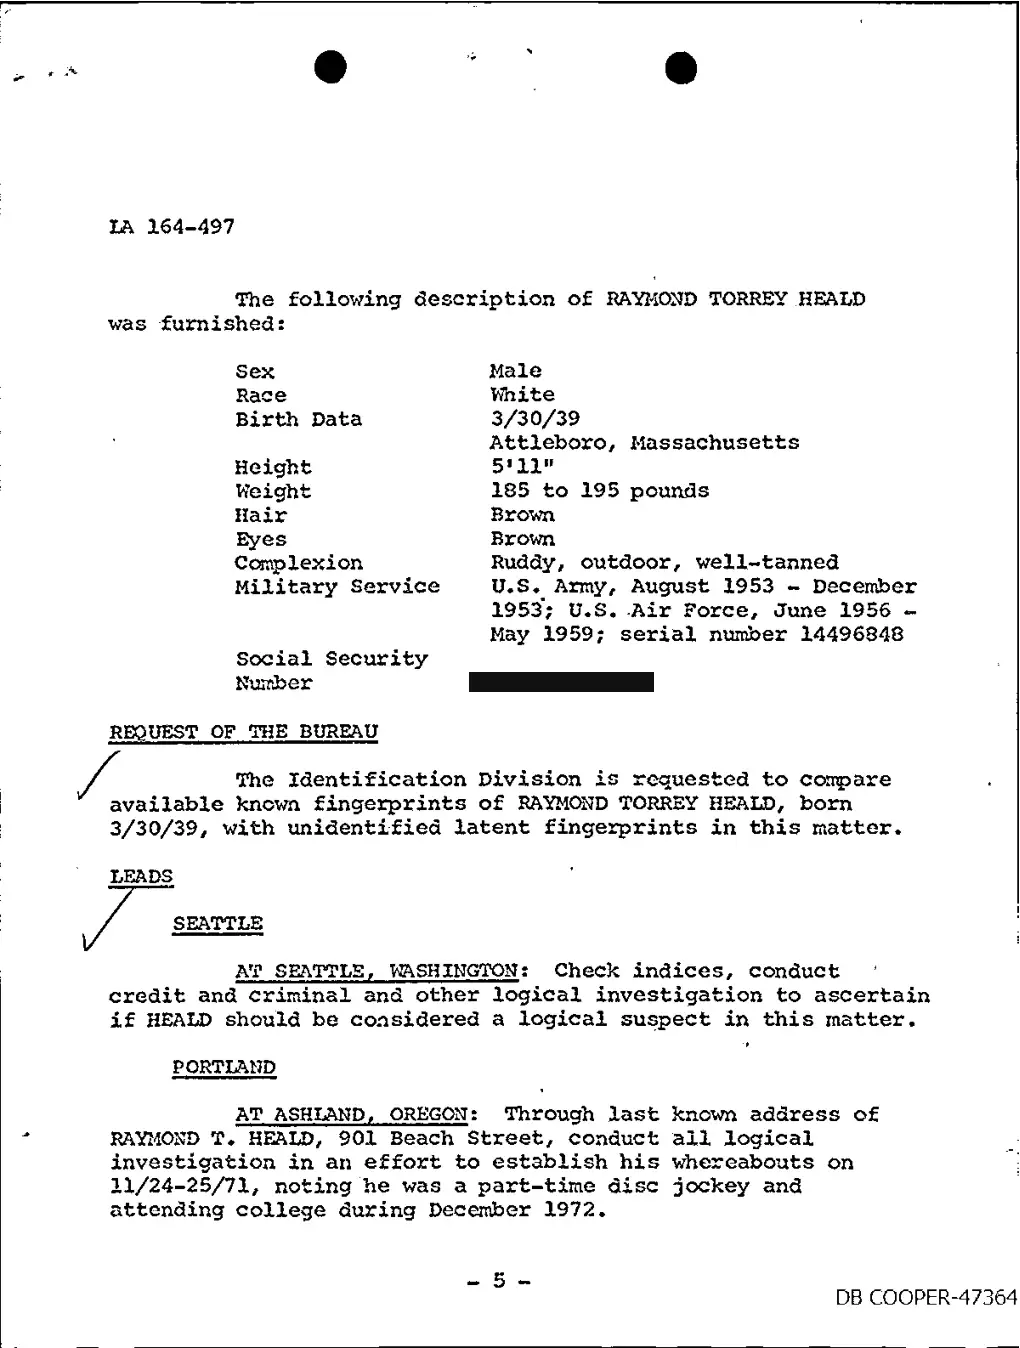 LA 164-497
The following description of RAYMOND TORREY HEALD
was furnished:
Sex Male
Race White
Birth Data 3/30/39
Attleboro, Massachusetts
Height 5'11"
Weight 185 to 195 pounds
Hair Brown
Eyes Brown
Complexion Ruddy, outdoor, well-tanned
Military Service U.S. Army, August 1953 - December
1953; U.S. Air Force, June 1956 -
May 1959; serial number 14496848
Social Security
Number
REQUEST OF THE BUREAU
The Identification Division is requested to compare
available known fingerprints of RAYMOND TORREY HEALD, born
3/30/39, with unidentified latent fingerprints in this matter.
LEADS
SEATTLE
AT SEATTLE, WASHINGTON: Check indices, conduct
credit and criminal and other logical investigation to ascertain
if HEALD should be considered a logical suspect in this matter.
PORTLAND
AT ASHLAND, OREGON: Through last known address of
RAYMOND T. HEALD, 901 Beach Street, conduct all logical
investigation in an effort to establish his whereabouts on
11/24-25/71, noting he was a part-time disc jockey and
attending college during December 1972.
- 5 -
DB COOPER-47364